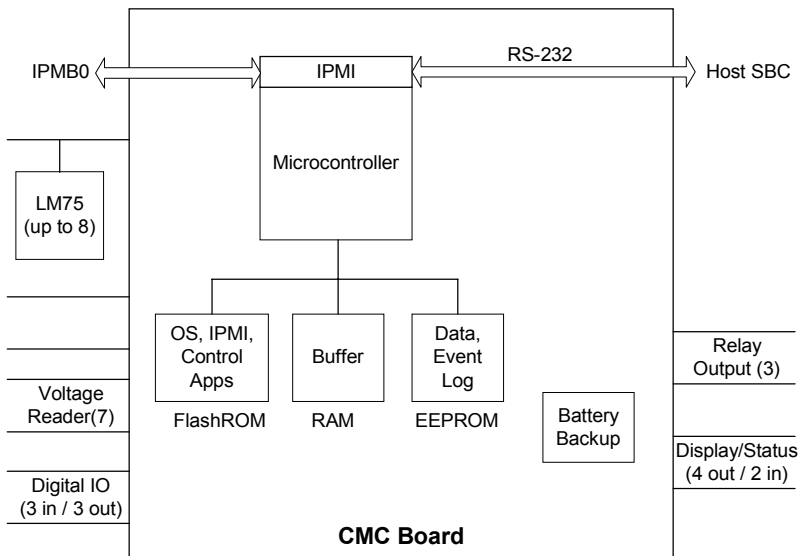 IPMB0
IPMI
RS-232
Host SBC
Microcontroller
LM75
(up to 8)
OS, IPMI,
Control
Apps
FlashROM
Buffer
RAM
Data,
Event
Log
EEPROM
Battery
Backup
Voltage
Reader(7)
Digital IO
(3 in / 3 out)
Relay
Output (3)
Display/Status
(4 out / 2 in)
CMC Board